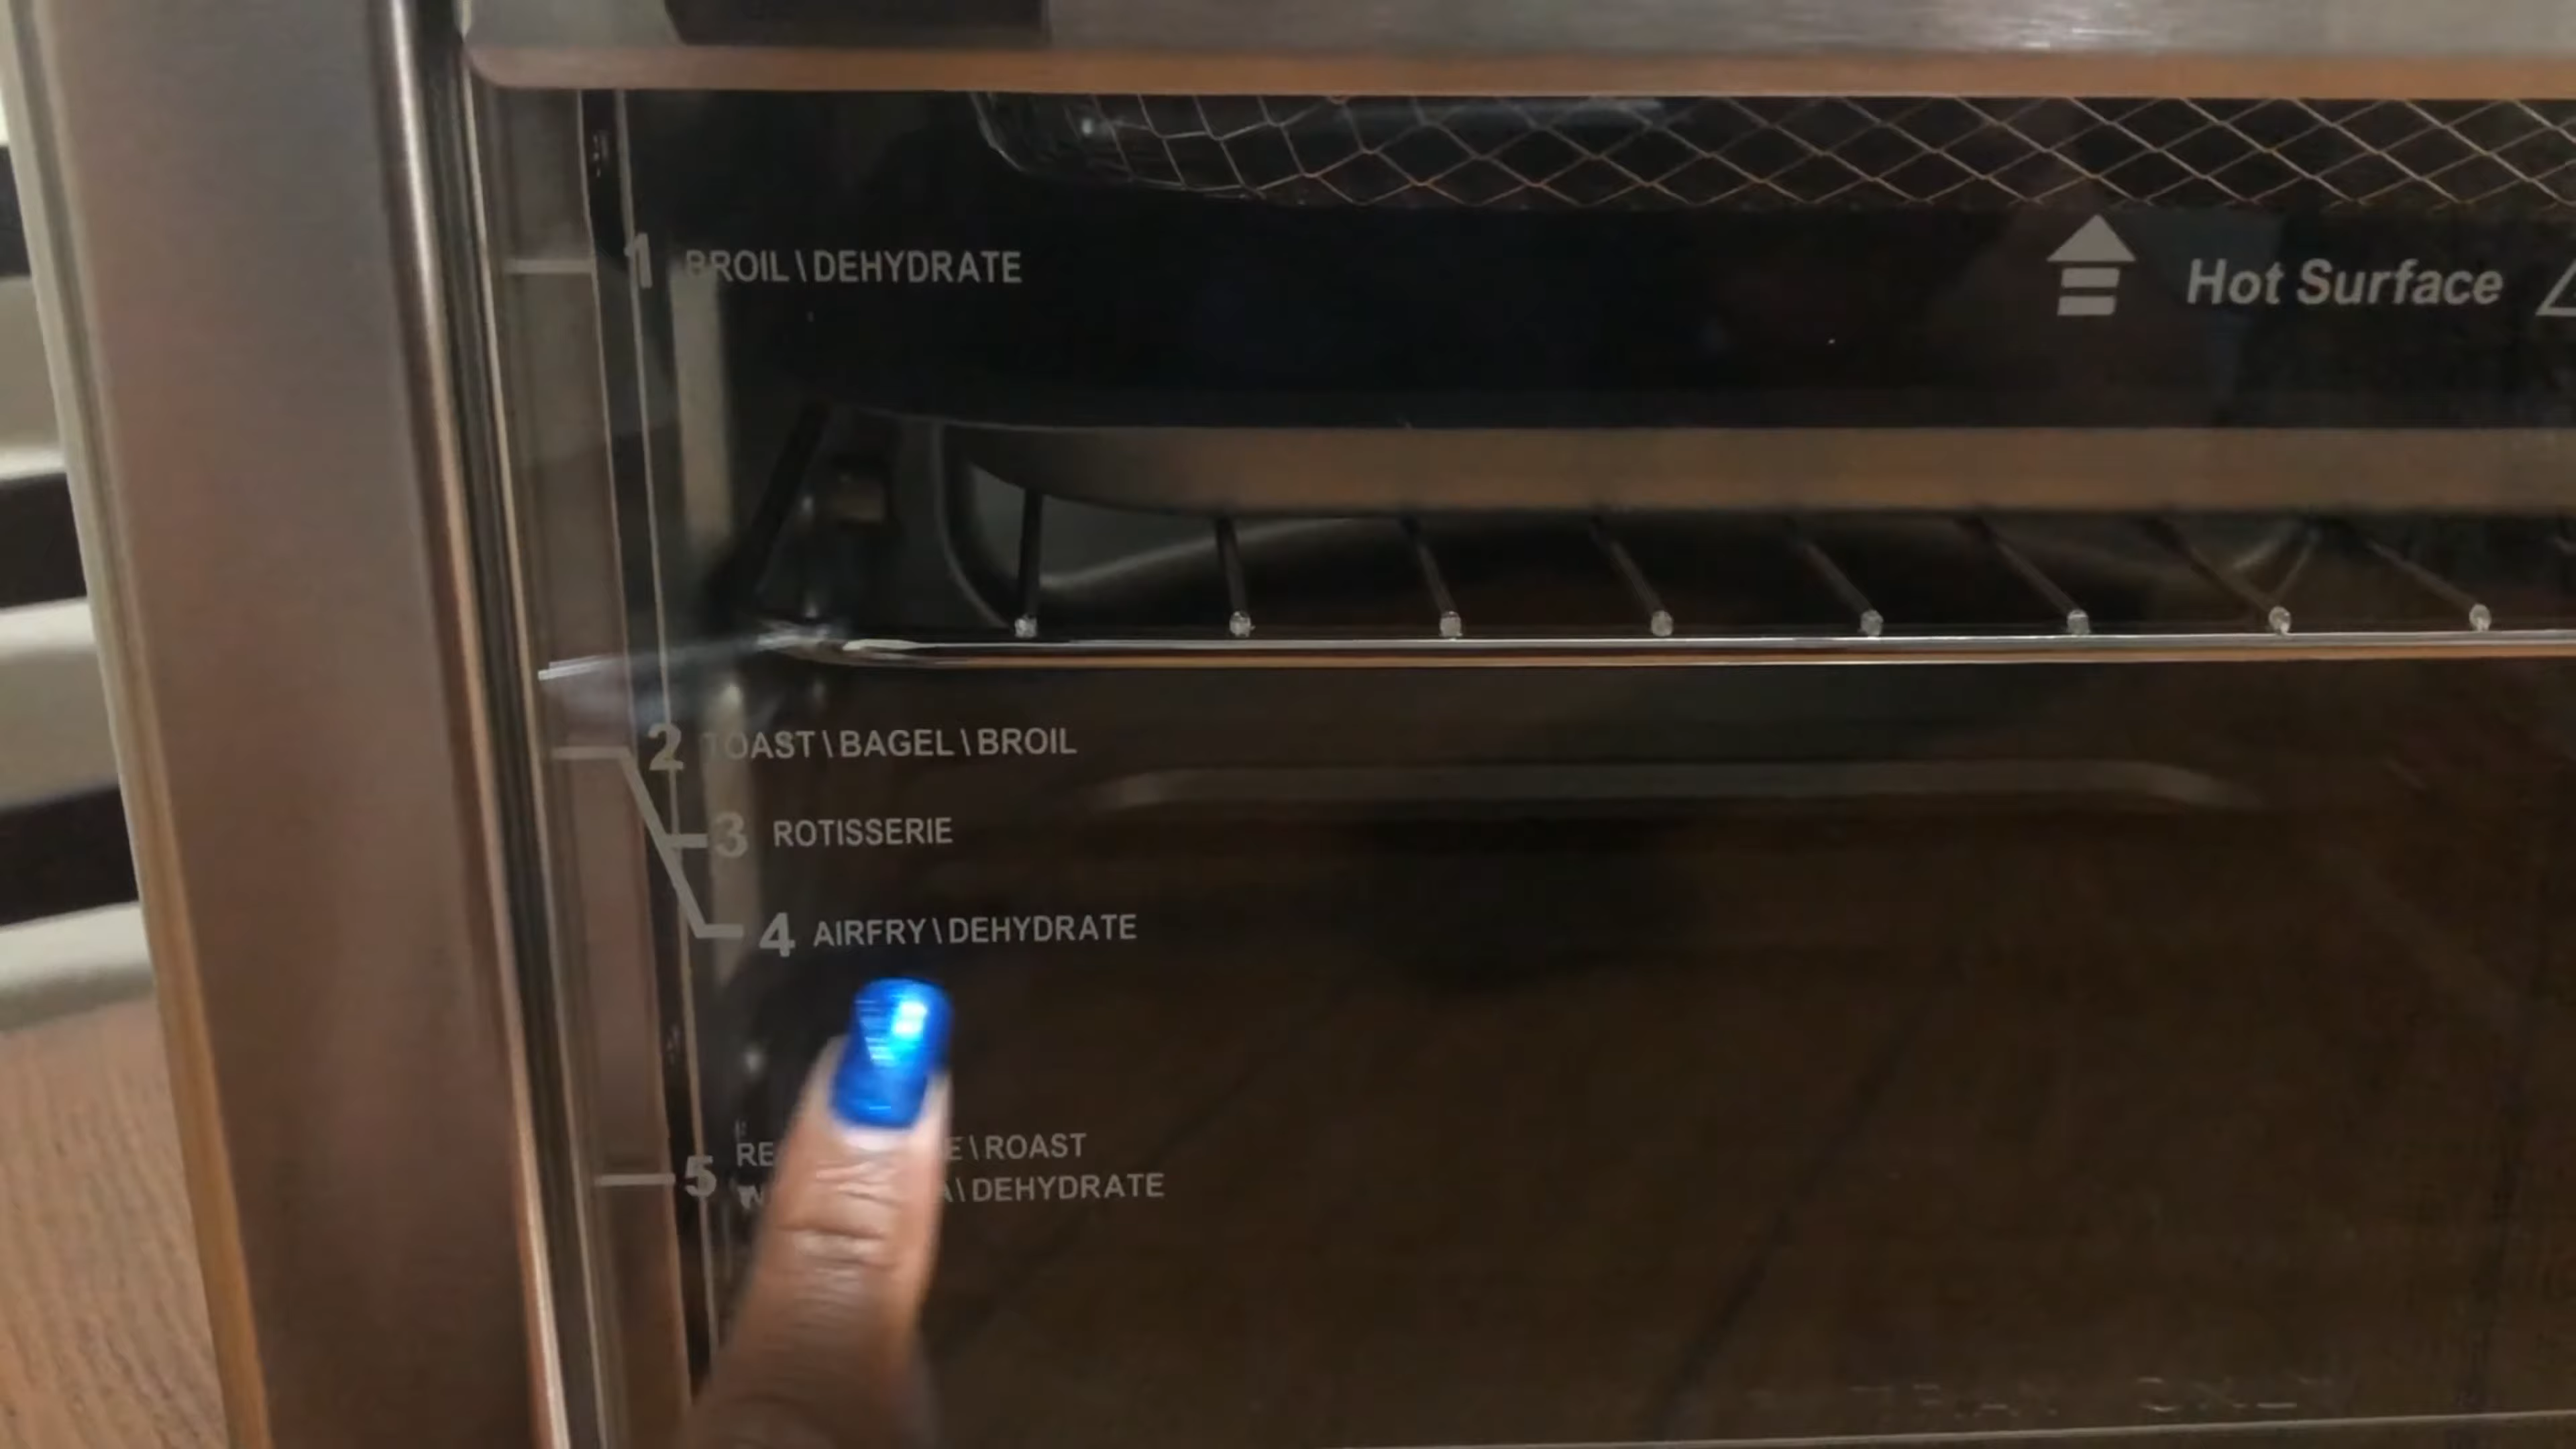 1 BROIL\DEHYDRATE
Hot Surface
2 TOAST\BAGEL\BROIL
3 ROTISSERIE
4 AIRFRY\DEHYDRATE
\ROAST
5
\DEHYDRATE